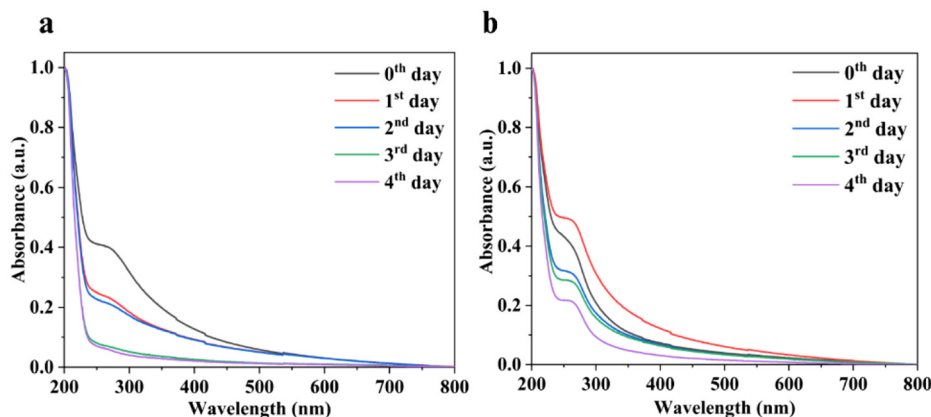 a
1.0
0.8
0.6
0.4
0.2
0.0
Absorbance (a.u.)
200 300 400 500 600 700 800
Wavelength (nm)
0th day
1st day
2nd day
3rd day
4th day
b
1.0
0.8
0.6
0.4
0.2
0.0
Absorbance (a.u.)
200 300 400 500 600 700 800
Wavelength (nm)
0th day
1st day
2nd day
3rd day
4th day